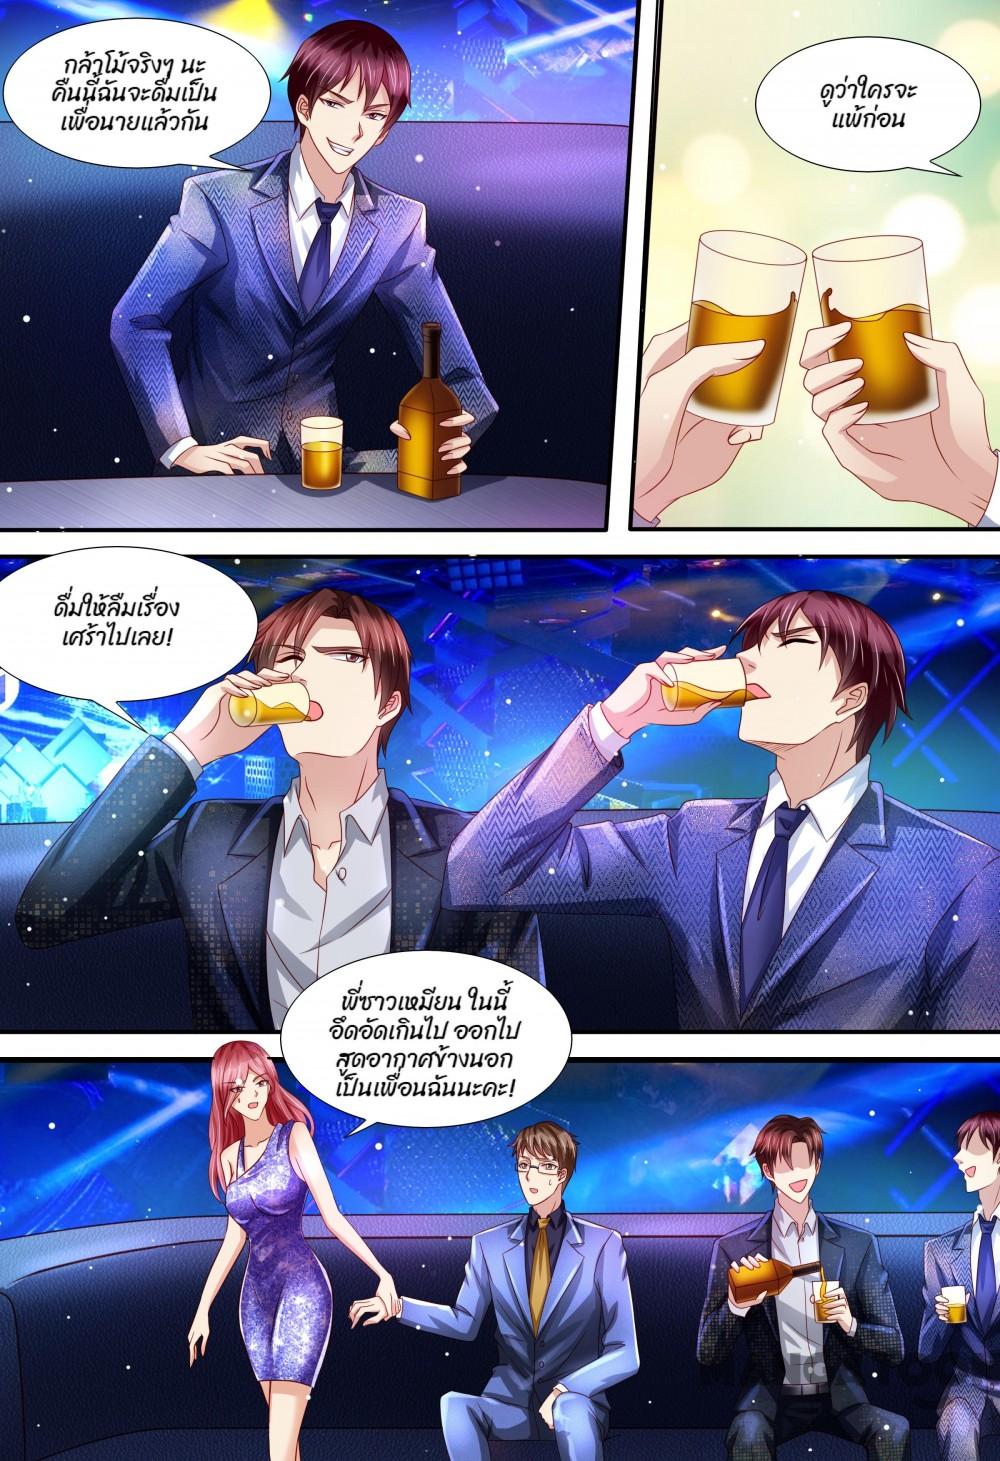 กล้าโม้จริงๆ นะ
คืนนี้ฉันจะดื่มเป็น
เพื่อนายแล้วกัน
ดูว่าใครจะ
แพ้ก่อน
ดื่มให้ลืมเรื่อง
เศร้าไปเลย!
พี่ซาวเหมียน ในนี้
อึดอัดเกินไป ออกไป
สูดอากาศข้างนอก
เป็นเพื่อนฉันนะคะ!